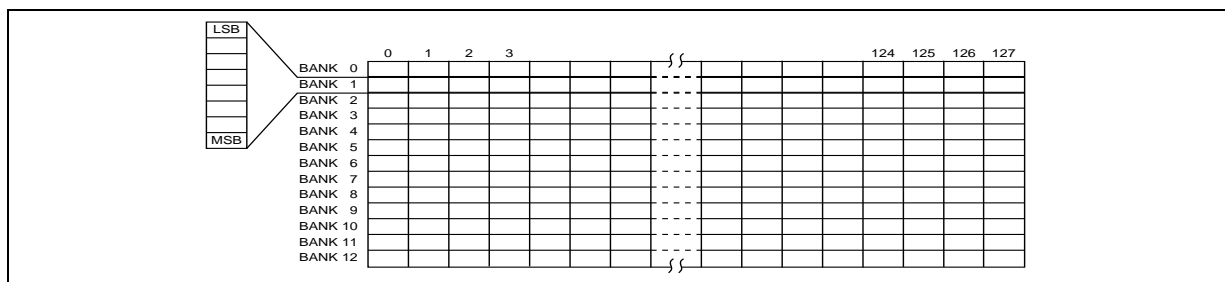 LSB
0 1 2 3 124 125 126 127
BANK 0
BANK 1
BANK 2
BANK 3
MSB
BANK 4
BANK 5
BANK 6
BANK 7
BANK 8
BANK 9
BANK 10
BANK 11
BANK 12